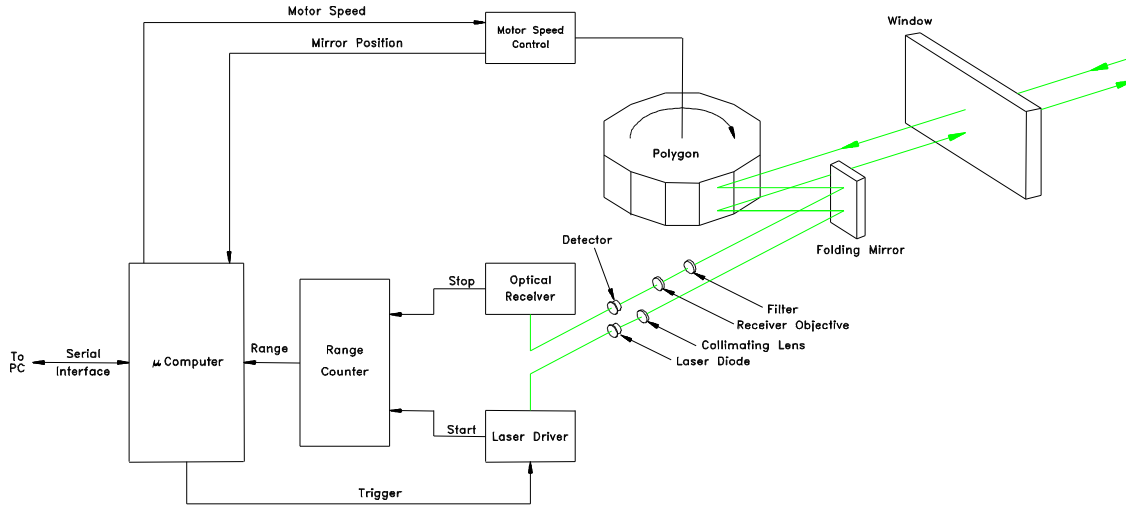 Motor Speed
Mirror Position
Motor Speed
Control
Window
Polygon
Folding Mirror
Detector
Filter
Receiver Objective
Collimating Lens
Laser Diode
Optical
Receiver
Stop
Range
Counter
Range
μ Computer
To
PC
Serial
Interface
Start
Laser Driver
Trigger